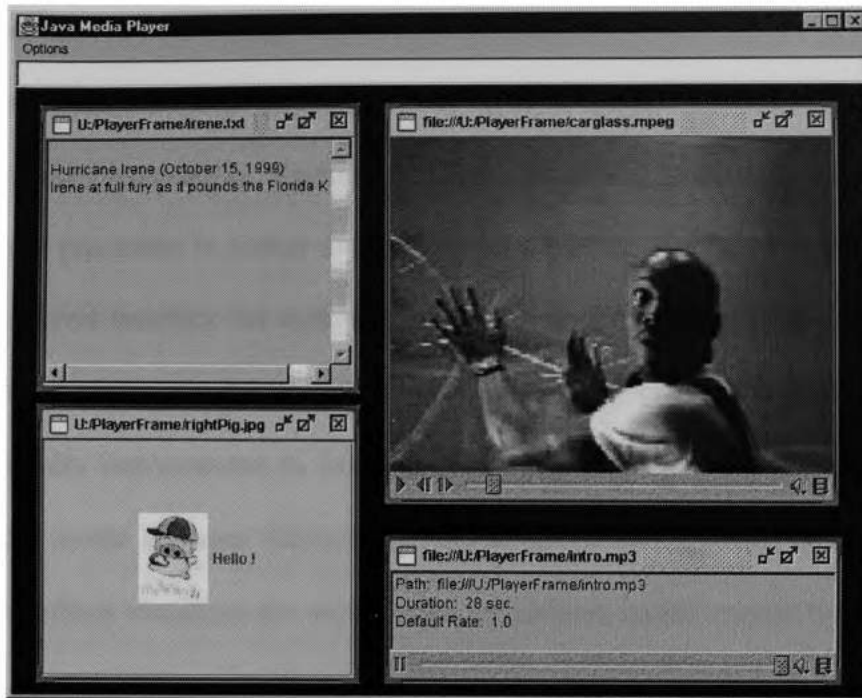 Java Media Player
Options
U:/PlayerFrame/irene.txt
Hurricane Irene (October 15, 1999)
Irene at full fury as it pounds the Florida K
file:///U:/PlayerFrame/carglass.mpeg
U:/PlayerFrame/rightPig.jpg
Hello !
file:///U:/PlayerFrame/intro.mp3
Path: file:///U:/PlayerFrame/intro.mp3
Duration: 28 sec.
Default Rate: 1.0